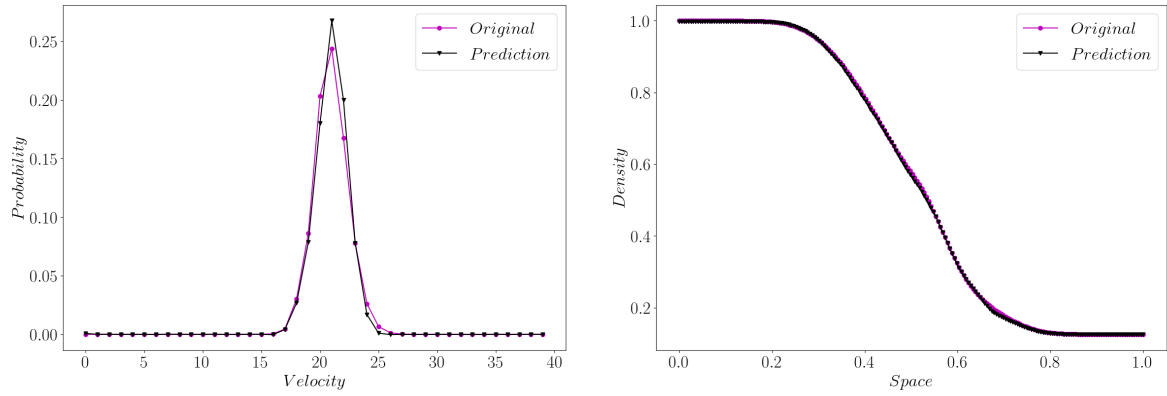 Original
Prediction
0.25
0.20
0.15
0.10
0.05
0.00
Probability
0 5 10 15 20 25 30 35 40
Velocity
Original
Prediction
1.0
0.8
0.6
0.4
0.2
Density
0.0 0.2 0.4 0.6 0.8 1.0
Space